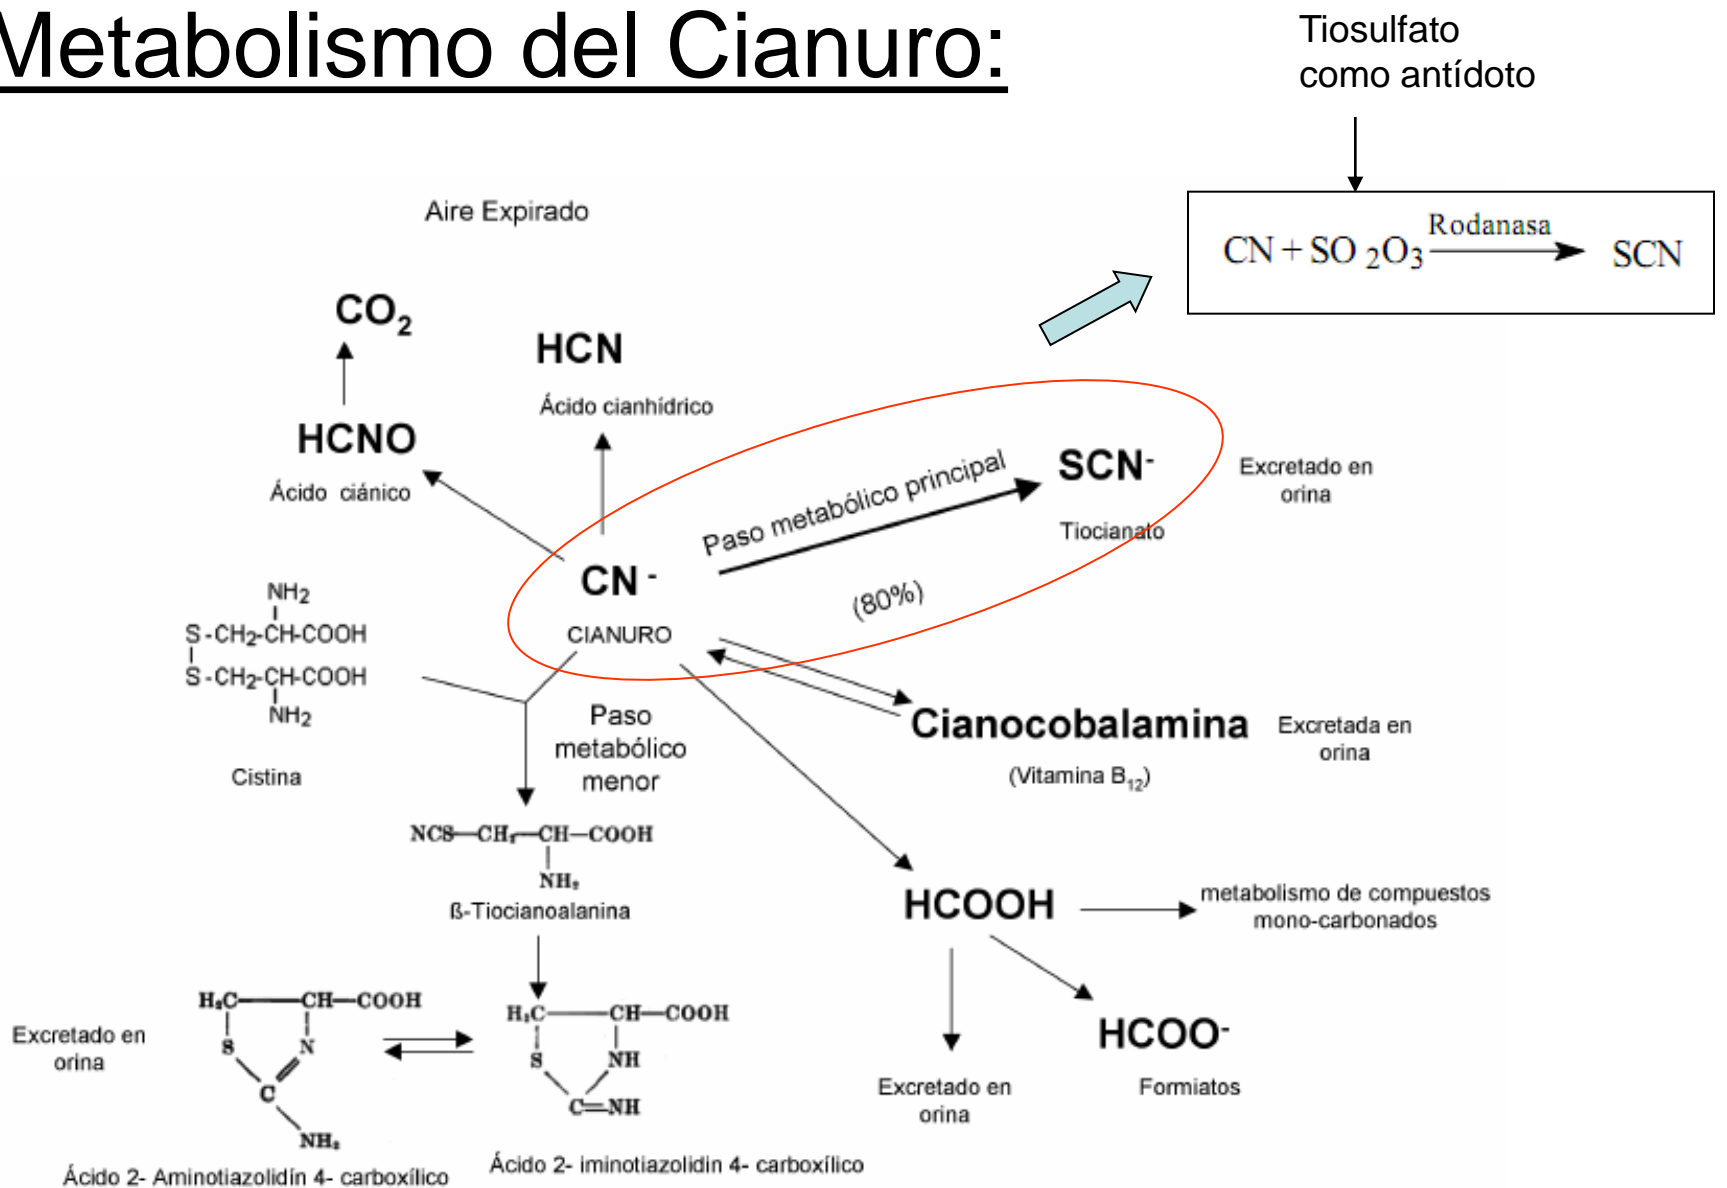 Metabolismo del Cianuro:
Tiosulfato
como antídoto
CN + SO 2O3 Rodanasa SCN
Aire Expirado
CO2
HCN
Ácido cianhídrico
HCNO
Ácido ciánico
Paso metabólico principal
(80%)
SCN-
Tiocianato
Excretado en
orina
CN -
CIANURO
NH2
S-CH2-CH-COOH
S-CH2-CH-COOH
NH2
Cistina
Paso
metabólico
menor
Cianocobalamina
(Vitamina B12)
Excretada en
orina
NCS—CH2—CH—COOH
NH2
ß-Tiocianoalanina
HCOOH
metabolismo de compuestos
mono-carbonados
HCOO-
Formiatos
Excretado en
orina
Excretado en
orina
H2C CH—COOH
S N
C
NH2
Ácido 2- Aminotiazolidín 4- carboxílico
H2C CH—COOH
S NH
C=NH
Ácido 2- iminotiazolidin 4- carboxílico